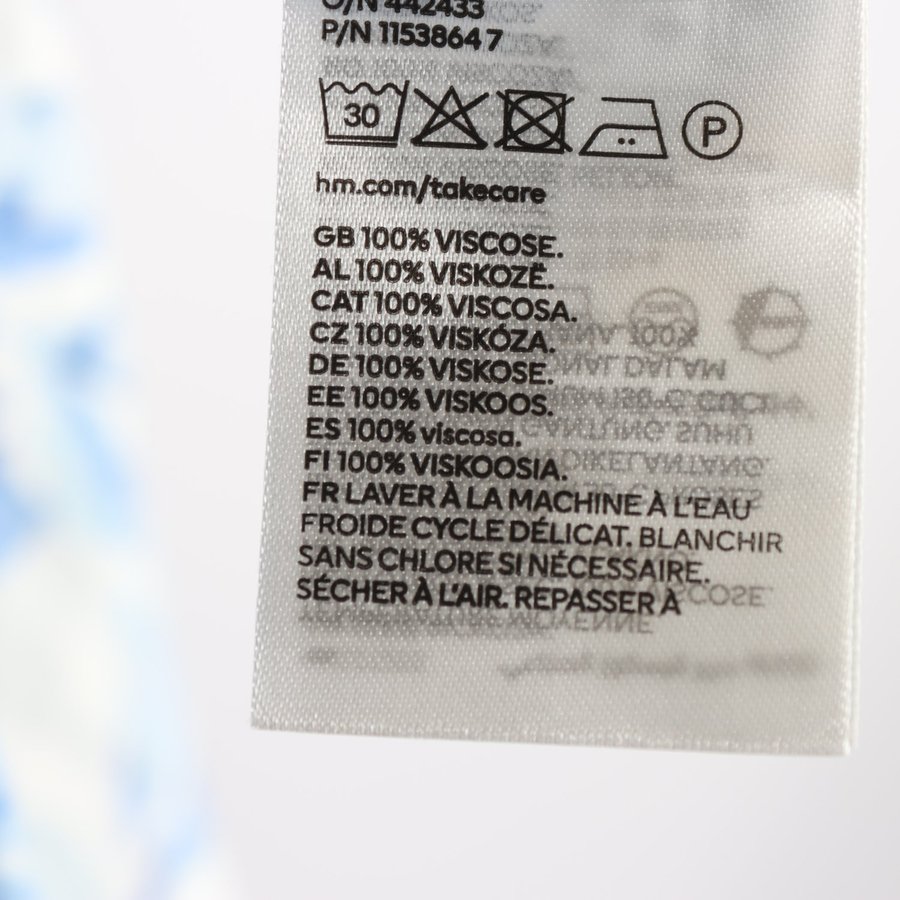 O/N 442433
P/N 1153864 7
30 P
hm.com/takecare
GB 100% VISCOSE.
AL 100% VISKOZË.
CAT 100% VISCOSA.
CZ 100% VISKÓZA.
DE 100% VISKOSE.
EE 100% VISKOOS.
ES 100% viscosa.
FI 100% VISKOOSIA.
FR LAVER À LA MACHINE À L'EAU
FROIDE CYCLE DÉLICAT. BLANCHIR
SANS CHLORE SI NÉCESSAIRE.
SÉCHER À L'AIR. REPASSER À